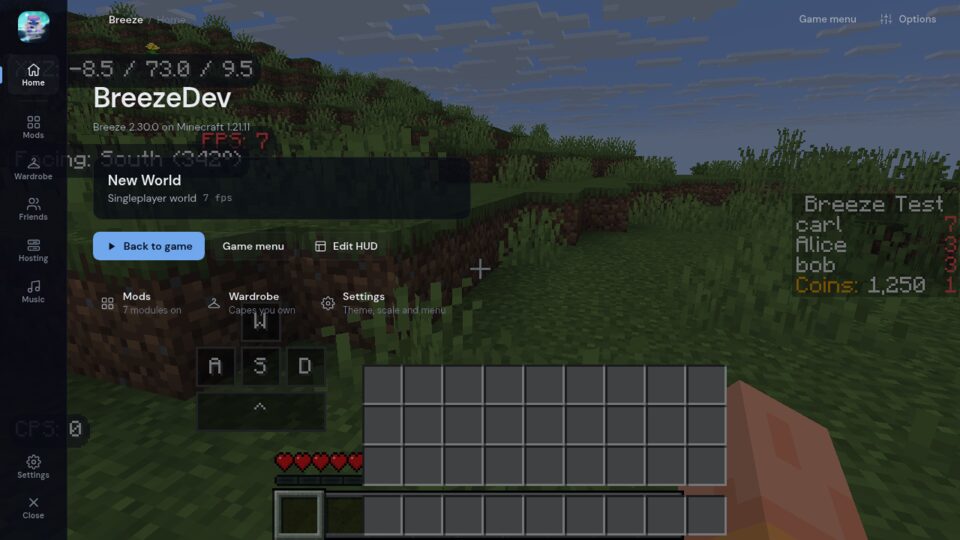 Breeze / Home
Game menu
Options
Home
-8.5 / 73.0 / 9.5
BreezeDev
Breeze 2.30.0 on Minecraft 1.21.11
FPS: 7
Mods
Facing: South (342°)
New World
Singleplayer world 7 fps
Wardrobe
Friends
Breeze Test
carl 7
Alice 3
bob 3
Coins: 1,250 1
Back to game
Game menu
Edit HUD
Hosting
Music
Mods
7 modules on
Wardrobe
Capes you own
Settings
Theme, scale and menu
W
A S D
^
CPS: 0
Settings
Close